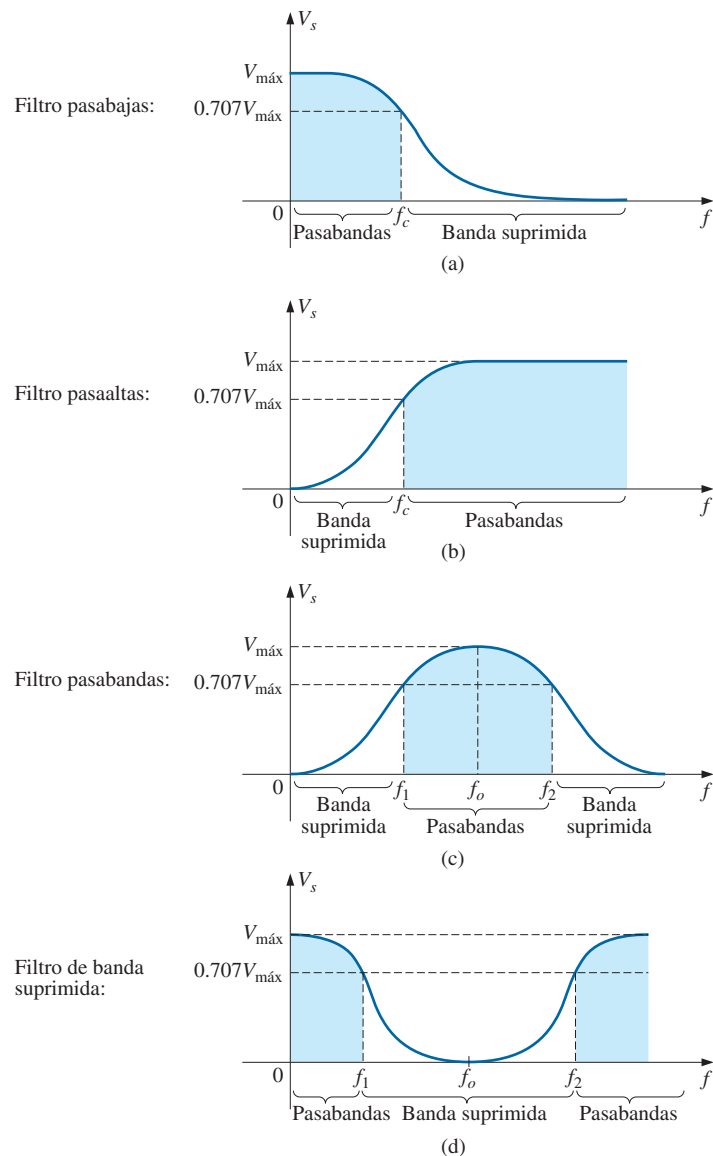 V_s
V_máx
Filtro pasabajas:
0.707V_máx
0
f_c
f
Pasabandas
Banda suprimida
(a)
V_s
V_máx
Filtro pasaaltas:
0.707V_máx
0
f_c
f
Banda
suprimida
Pasabandas
(b)
V_s
V_máx
Filtro pasabandas:
0.707V_máx
0
f_1
f_o
f_2
f
Banda
suprimida
Pasabandas
Banda
suprimida
(c)
V_s
V_máx
Filtro de banda
suprimida:
0.707V_máx
0
f_1
f_o
f_2
f
Pasabandas
Banda suprimida
Pasabandas
(d)